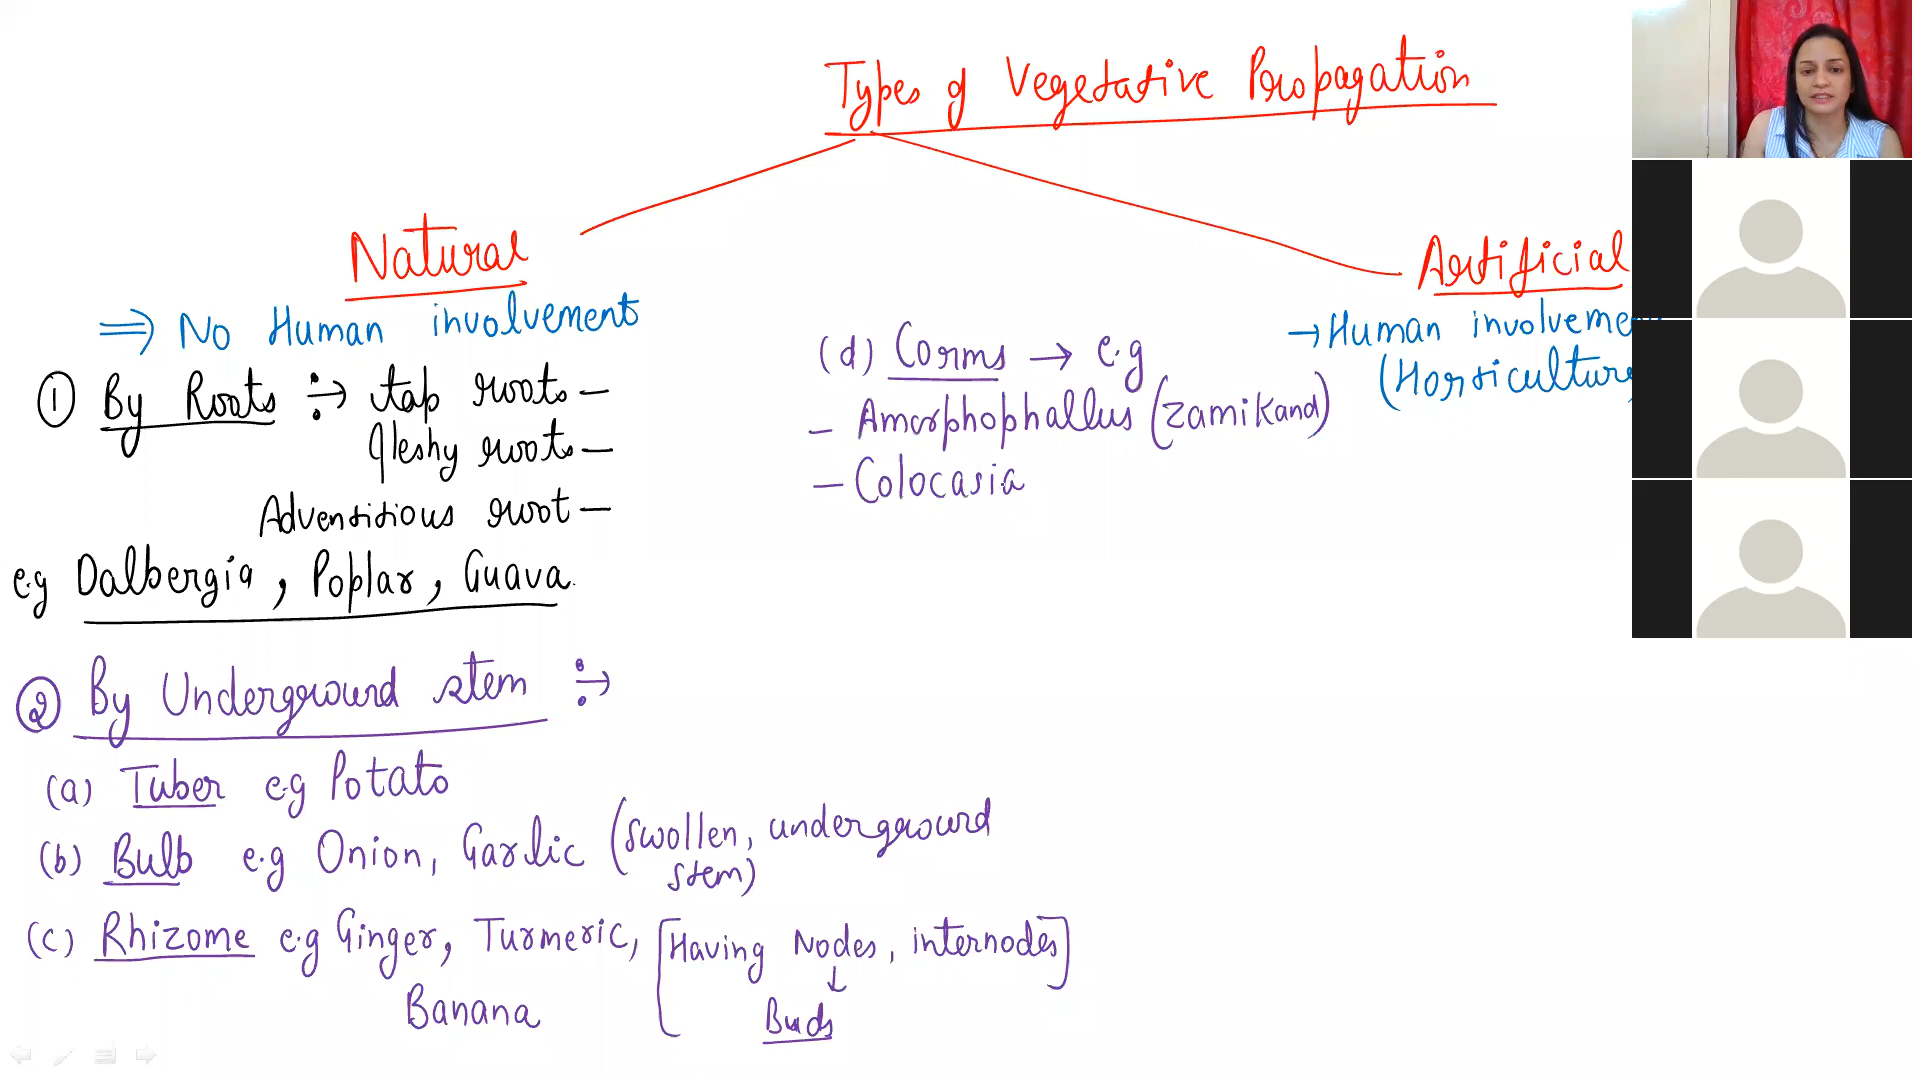 Types of Vegetative Propagation
Natural
⇒ No Human involvement
① By Roots :→ tap roots –
fleshy roots –
Adventitious root –
e.g Dalbergia, Poplar, Guava.
② By Underground stem :→
(a) Tuber e.g Potato
(b) Bulb e.g Onion, Garlic (swollen, underground
stem)
(c) Rhizome e.g Ginger, Turmeric, [Having Nodes, internodes]
↓
Banana Buds
(d) Corms → e.g
– Amorphophallus (Zamikand)
– Colocasia
Artificial
→ Human involveme
(Horticulture